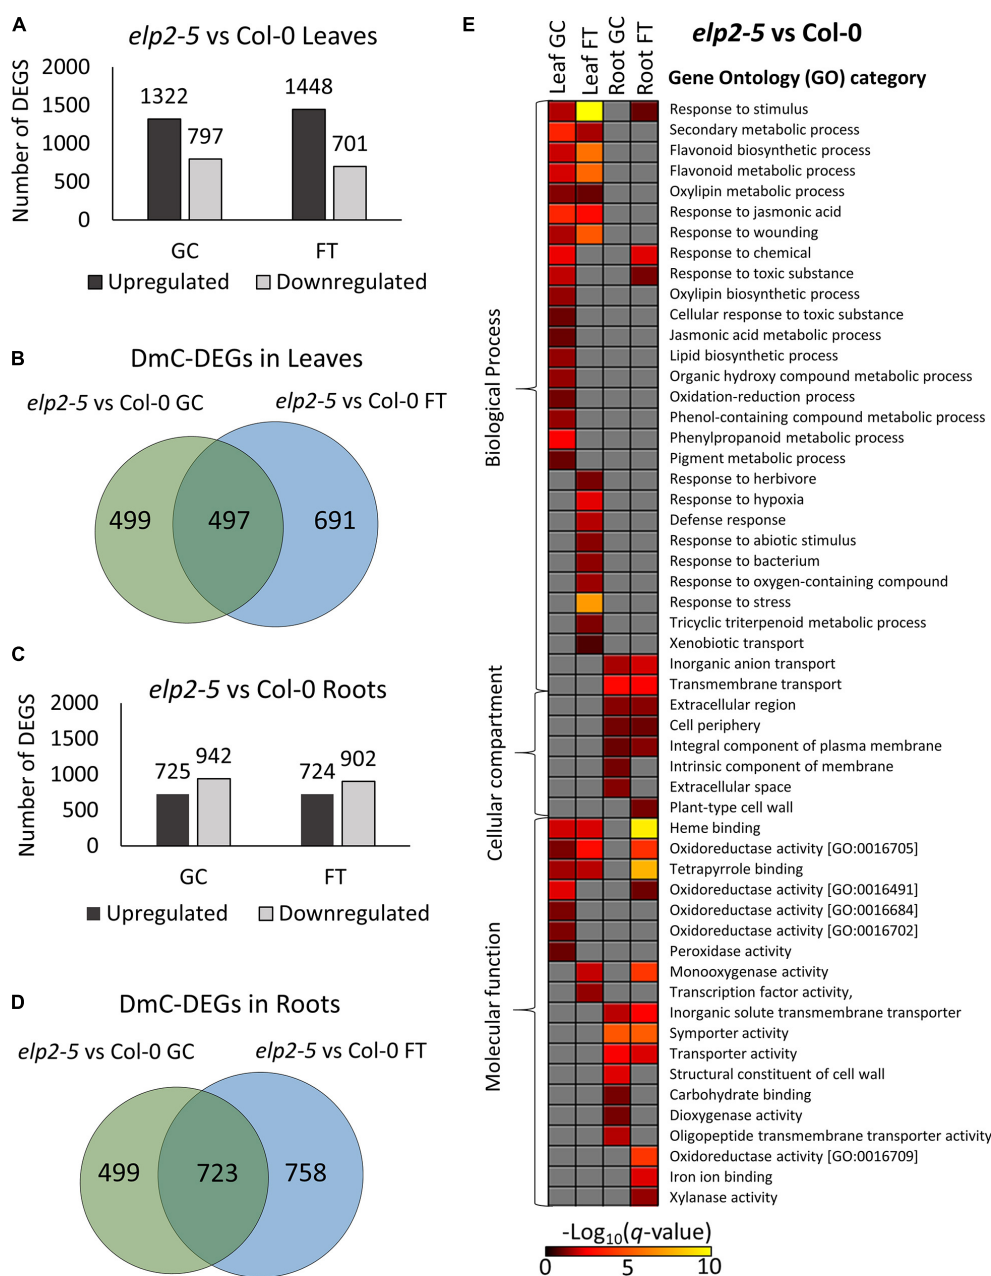 A
elp2-5 vs Col-0 Leaves
Number of DEGS
2000
1500
1000
500
0
1322
797
1448
701
GC
FT
Upregulated
Downregulated
B
DmC-DEGs in Leaves
elp2-5 vs Col-0 GC
elp2-5 vs Col-0 FT
499
497
691
C
elp2-5 vs Col-0 Roots
Number of DEGS
2000
1500
1000
500
0
725
942
724
902
GC
FT
Upregulated
Downregulated
D
DmC-DEGs in Roots
elp2-5 vs Col-0 GC
elp2-5 vs Col-0 FT
499
723
758
E
Leaf GC
Leaf FT
Root GC
Root FT
elp2-5 vs Col-0
Gene Ontology (GO) category
Biological Process
Response to stimulus
Secondary metabolic process
Flavonoid biosynthetic process
Flavonoid metabolic process
Oxylipin metabolic process
Response to jasmonic acid
Response to wounding
Response to chemical
Response to toxic substance
Oxylipin biosynthetic process
Cellular response to toxic substance
Jasmonic acid metabolic process
Lipid biosynthetic process
Organic hydroxy compound metabolic process
Oxidation-reduction process
Phenol-containing compound metabolic process
Phenylpropanoid metabolic process
Pigment metabolic process
Response to herbivore
Response to hypoxia
Defense response
Response to abiotic stimulus
Response to bacterium
Response to oxygen-containing compound
Response to stress
Tricyclic triterpenoid metabolic process
Xenobiotic transport
Inorganic anion transport
Transmembrane transport
Cellular compartment
Extracellular region
Cell periphery
Integral component of plasma membrane
Intrinsic component of membrane
Extracellular space
Plant-type cell wall
Molecular function
Heme binding
Oxidoreductase activity [GO:0016705]
Tetrapyrrole binding
Oxidoreductase activity [GO:0016491]
Oxidoreductase activity [GO:0016684]
Oxidoreductase activity [GO:0016702]
Peroxidase activity
Monooxygenase activity
Transcription factor activity,
Inorganic solute transmembrane transporter
Symporter activity
Transporter activity
Structural constituent of cell wall
Carbohydrate binding
Dioxygenase activity
Oligopeptide transmembrane transporter activity
Oxidoreductase activity [GO:0016709]
Iron ion binding
Xylanase activity
-Log10(q-value)
0
5
10